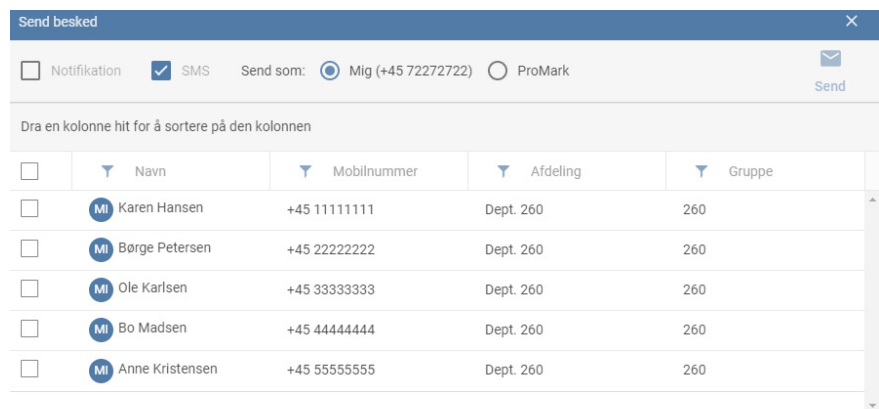 Send besked
Notifikation SMS Send som: Mig (+45 72272722) ProMark
Send
Dra en kolonne hit for å sortere på den kolonnen
Navn Mobilnummer Afdeling Gruppe
MI Karen Hansen +45 11111111 Dept. 260 260
MI Børge Petersen +45 22222222 Dept. 260 260
MI Ole Karlsen +45 33333333 Dept. 260 260
MI Bo Madsen +45 44444444 Dept. 260 260
MI Anne Kristensen +45 55555555 Dept. 260 260